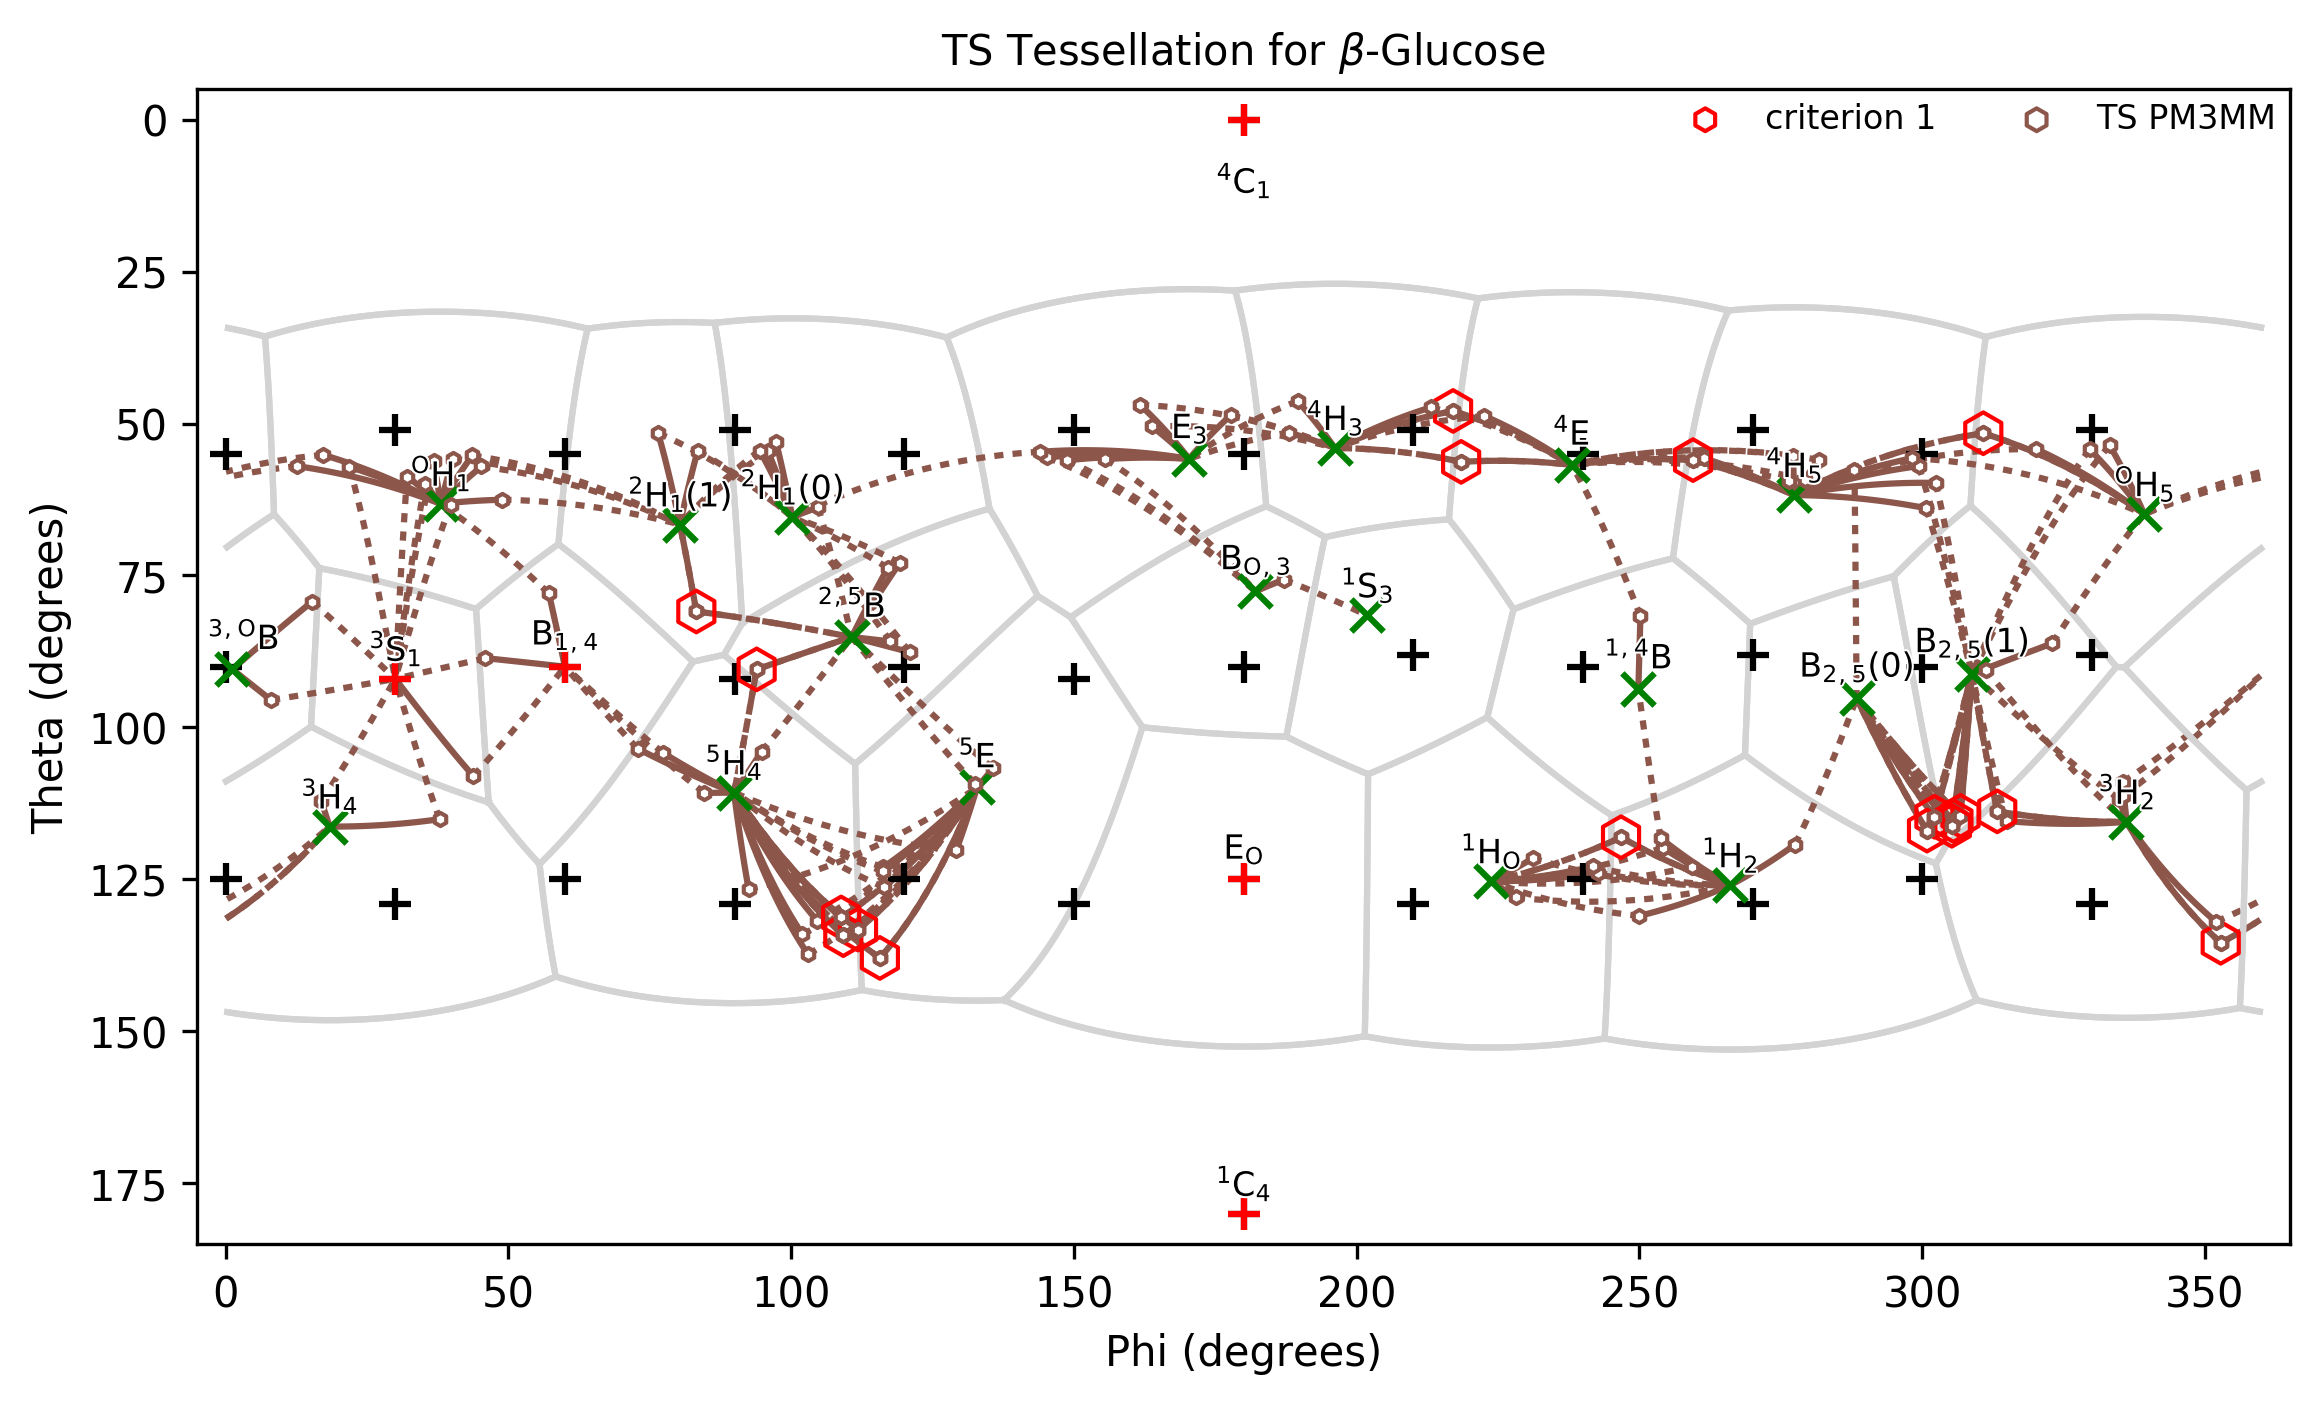 TS Tessellation for β-Glucose
criterion 1
TS PM3MM
0
25
50
75
100
125
150
175
0
50
100
150
200
250
300
350
Theta (degrees)
Phi (degrees)
⁴C₁
ᴼH₁
²H₁(1)
²H₁(0)
E₃
⁴H₃
⁴E
⁴H₅
ᴼH₅
³,ᴼB
³S₁
B₁,₄
²,⁵B
B_O,₃
¹S₃
¹,⁴B
B₂,₅(0)
B₂,₅(1)
³H₄
⁵H₄
⁵E
E_O
¹H_O
¹H₂
³H₂
¹C₄